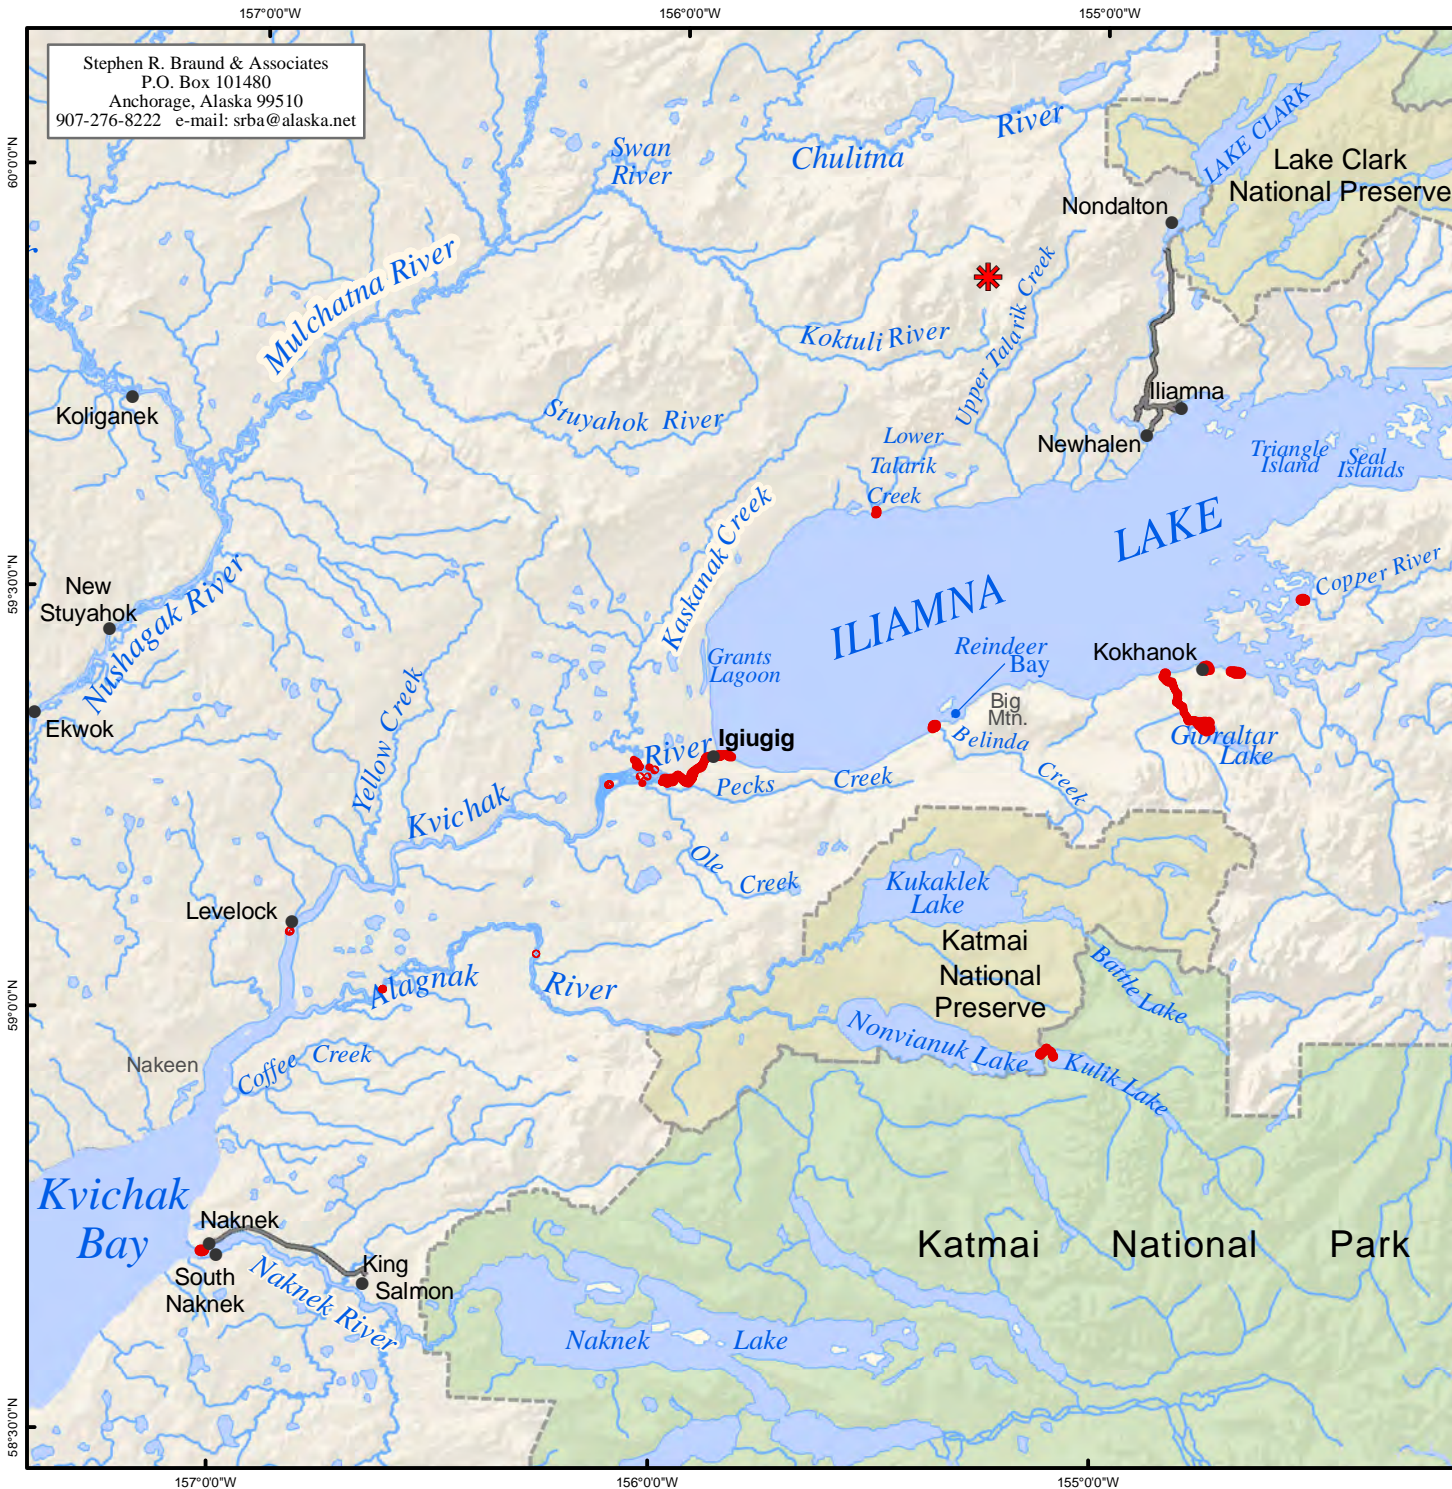 157°0'0"W
156°0'0"W
155°0'0"W
Stephen R. Braund & Associates
P.O. Box 101480
Anchorage, Alaska 99510
907-276-8222 e-mail: srba@alaska.net
60°0'0"N
59°30'0"N
59°0'0"N
58°30'0"N
Swan
River
Chulitna
River
LAKE CLARK
Lake Clark
National Preserve
Nondalton
Mulchatna River
Koktuli River
Upper Talarik Creek
Koliganek
Stuyahok River
Iliamna
Newhalen
Lower
Talarik
Creek
Triangle
Island
Seal
Islands
ILIAMNA
LAKE
Kaskanak Creek
Copper River
New
Stuyahok
Nushagak River
Ekwok
Grants
Lagoon
Reindeer
Bay
Kokhanok
Big
Mtn.
Belinda
Creek
Gibraltar
Lake
Yellow Creek
Igiugig
Kvichak
River
Pecks
Creek
Ole
Creek
Levelock
Kukaklek
Lake
Katmai
National
Preserve
Battle Lake
Alagnak
River
Nonvianuk Lake
Kulik Lake
Nakeen
Coffee Creek
Kvichak
Bay
Naknek
South
Naknek
King
Salmon
Naknek River
Naknek Lake
Katmai National Park
157°0'0"W
156°0'0"W
155°0'0"W